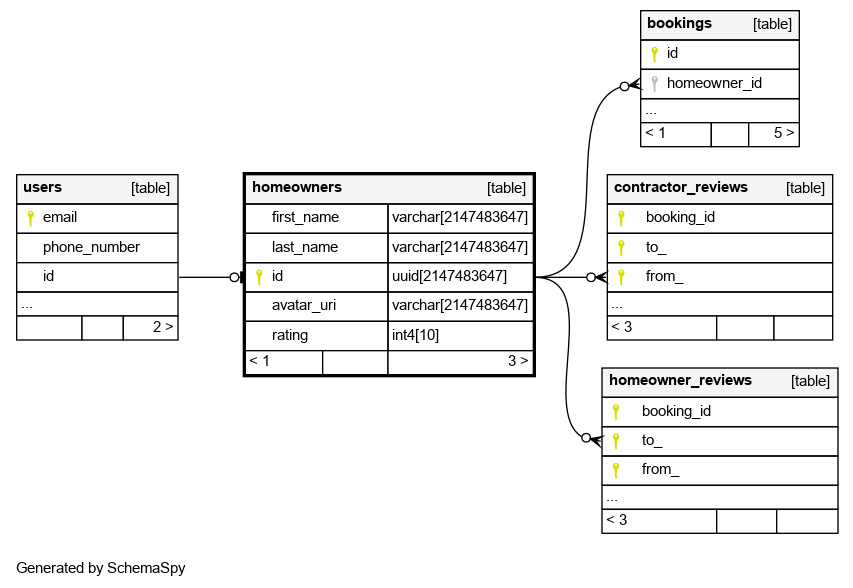 bookings [table]
id
homeowner_id
...
< 1 5 >
users [table]
email
phone_number
id
...
2 >
homeowners [table]
first_name varchar[2147483647]
last_name varchar[2147483647]
id uuid[2147483647]
avatar_uri varchar[2147483647]
rating int4[10]
< 1 3 >
contractor_reviews [table]
booking_id
to_
from_
...
< 3
homeowner_reviews [table]
booking_id
to_
from_
...
< 3
Generated by SchemaSpy